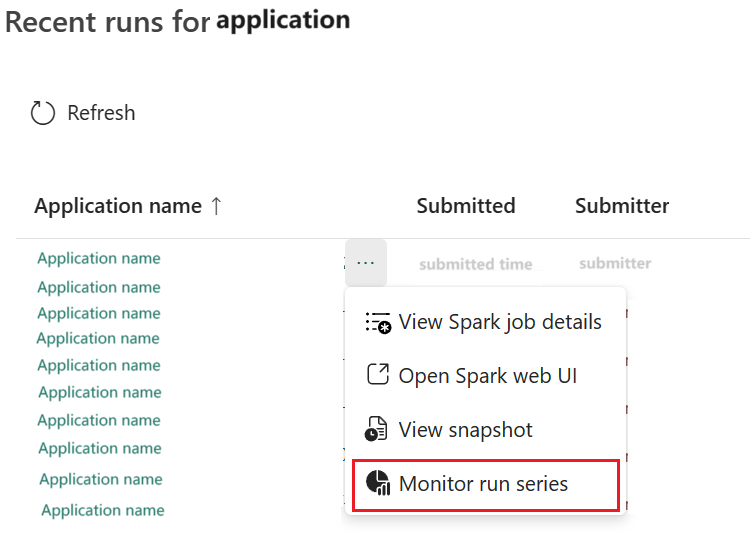 Recent runs for application
Refresh
Application name ↑ Submitted Submitter
Application name ... submitted time submitter
Application name
Application name
Application name
Application name
Application name
Application name
Application name
Application name
Application name
View Spark job details
Open Spark web UI
View snapshot
Monitor run series